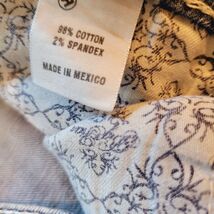 98% COTTON
2% SPANDEX
MADE IN MEXICO